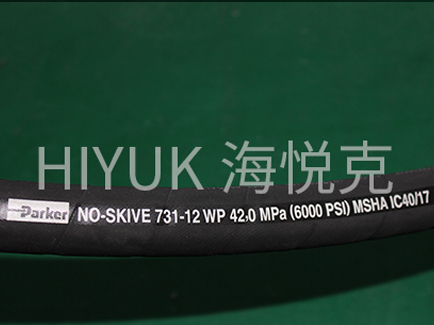 HIYUK 海悦克
Parker NO-SKIVE 731-12 WP 42.0 MPa (6000 PSI) MSHA IC40/17